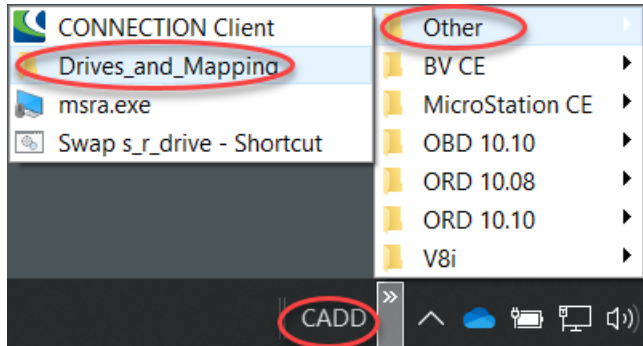 CONNECTION Client
Drives_and_Mapping
msra.exe
Swap s_r_drive - Shortcut
Other
BV CE
MicroStation CE
OBD 10.10
ORD 10.08
ORD 10.10
V8i
CADD